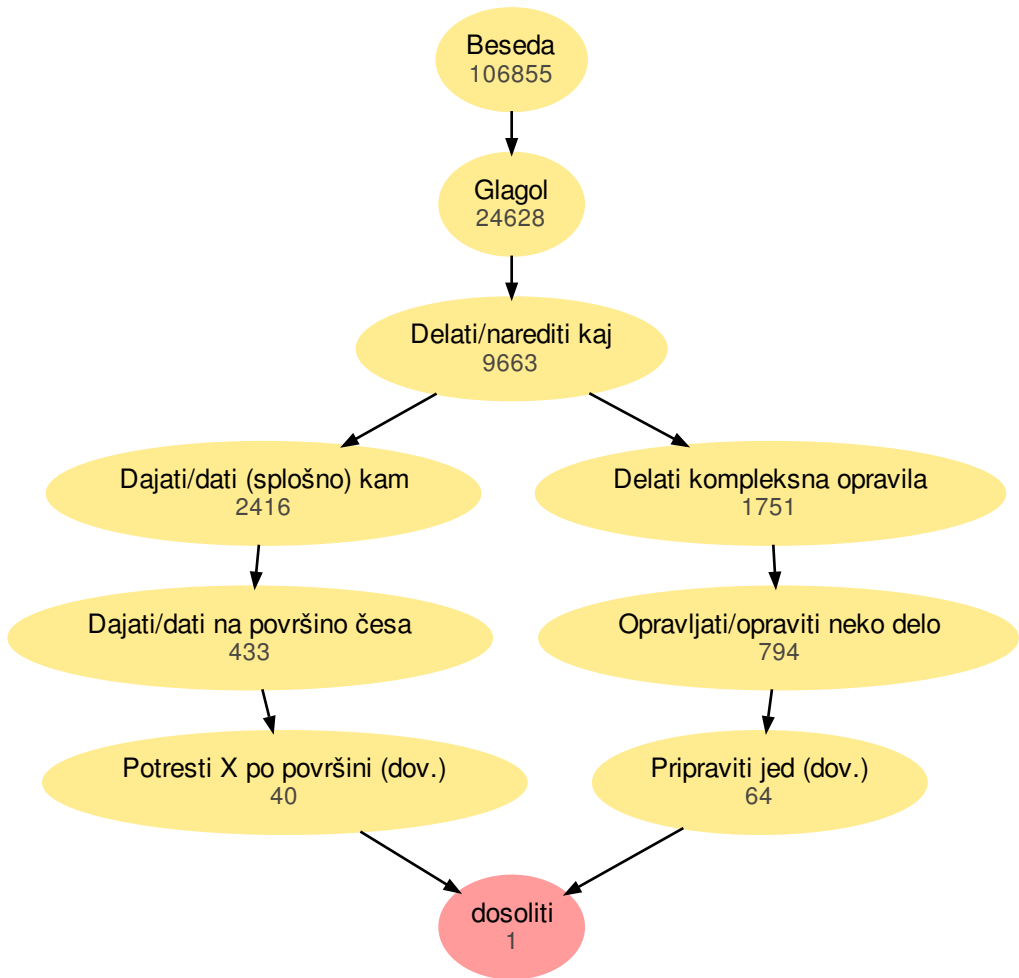 Beseda
106855
Glagol
24628
Delati/narediti kaj
9663
Dajati/dati (splošno) kam
2416
Delati kompleksna opravila
1751
Dajati/dati na površino česa
433
Opravljati/opraviti neko delo
794
Potresti X po površini (dov.)
40
Pripraviti jed (dov.)
64
dosoliti
1